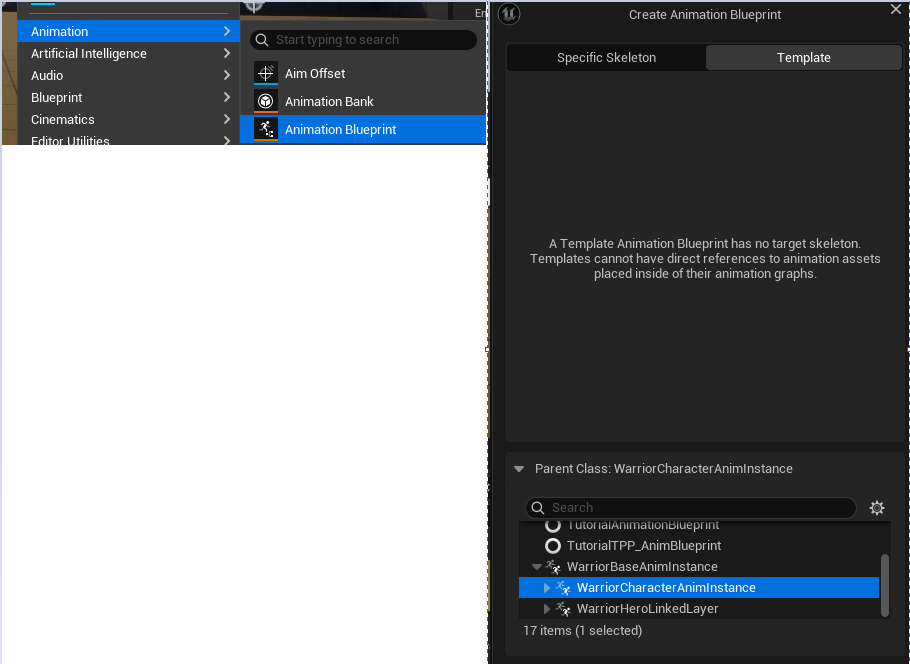 Animation
Artificial Intelligence
Audio
Blueprint
Cinematics
Editor Utilities
Start typing to search
Aim Offset
Animation Bank
Animation Blueprint
Create Animation Blueprint
Specific Skeleton
Template
A Template Animation Blueprint has no target skeleton.
Templates cannot have direct references to animation assets
placed inside of their animation graphs.
Parent Class: WarriorCharacterAnimInstance
Search
TutorialAnimationBlueprint
TutorialTPP_AnimBlueprint
WarriorBaseAnimInstance
WarriorCharacterAnimInstance
WarriorHeroLinkedLayer
17 items (1 selected)